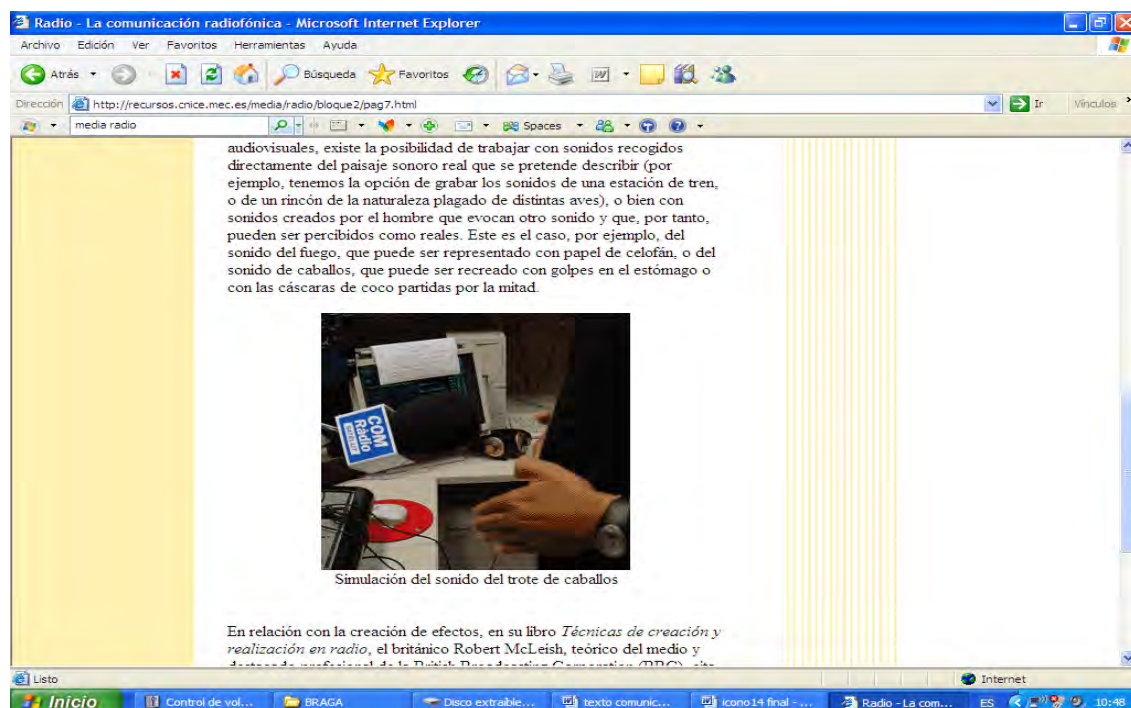 Radio - La comunicación radiofónica - Microsoft Internet Explorer
Archivo Edición Ver Favoritos Herramientas Ayuda
Atrás Búsqueda Favoritos
Dirección http://recursos.cnice.mec.es/media/radio/bloque2/pag7.html Ir Vínculos
media radio Spaces
audiovisuales, existe la posibilidad de trabajar con sonidos recogidos
directamente del paisaje sonoro real que se pretende describir (por
ejemplo, tenemos la opción de grabar los sonidos de una estación de tren,
o de un rincón de la naturaleza plagado de distintas aves), o bien con
sonidos creados por el hombre que evocan otro sonido y que, por tanto,
pueden ser percibidos como reales. Este es el caso, por ejemplo, del
sonido del fuego, que puede ser representado con papel de celofán, o del
sonido de caballos, que puede ser recreado con golpes en el estómago o
con las cáscaras de coco partidas por la mitad.
COM
Ràdio
Simulación del sonido del trote de caballos
En relación con la creación de efectos, en su libro Técnicas de creación y
realización en radio, el británico Robert McLeish, teórico del medio y
destacado profesional de la British Broadcasting Corporation (BBC), cita
Listo Internet
Inicio Control de vol... BRAGA Disco extraíble... texto comunic... icono14 final - ... Radio - La com... ES 10:48